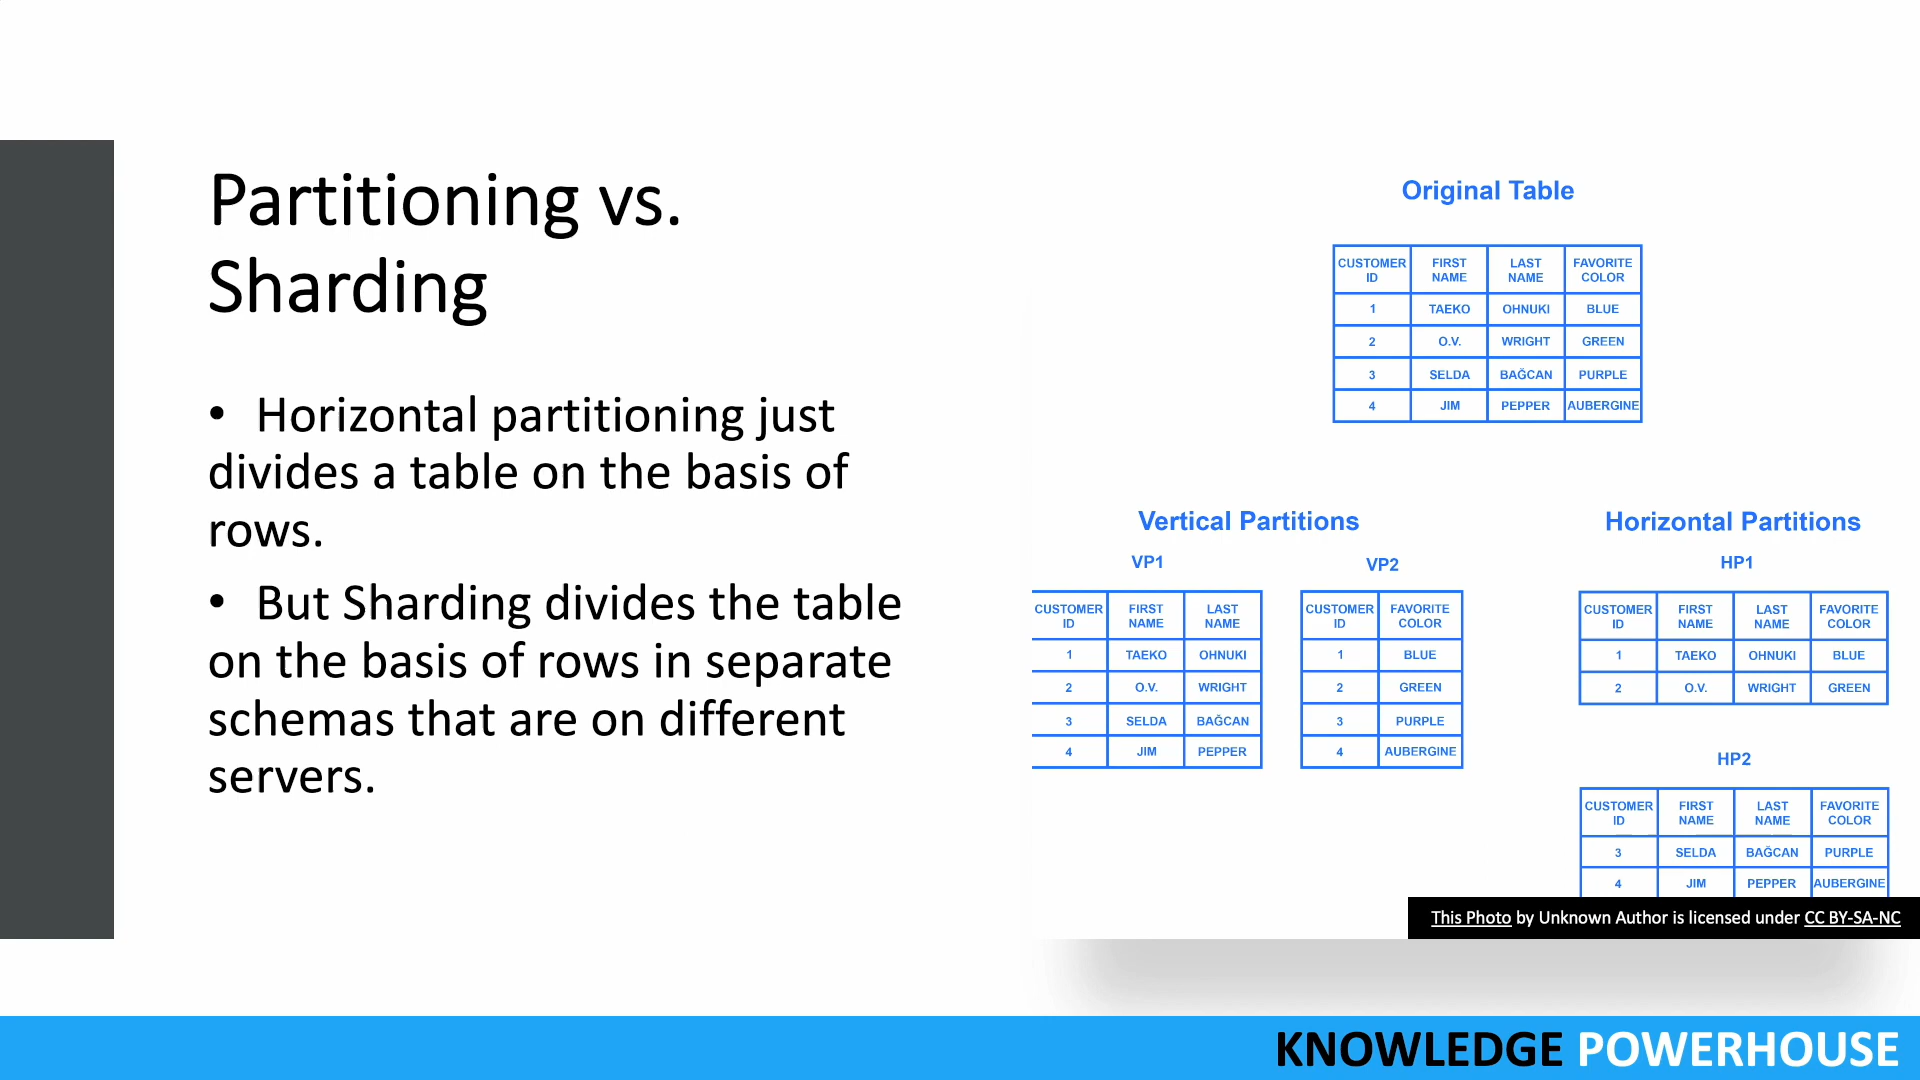 Partitioning vs.
Sharding
• Horizontal partitioning just
divides a table on the basis of
rows.
• But Sharding divides the table
on the basis of rows in separate
schemas that are on different
servers.
Original Table
CUSTOMER ID FIRST NAME LAST NAME FAVORITE COLOR
1 TAEKO OHNUKI BLUE
2 O.V. WRIGHT GREEN
3 SELDA BAĞCAN PURPLE
4 JIM PEPPER AUBERGINE
Vertical Partitions
VP1
CUSTOMER ID FIRST NAME LAST NAME
1 TAEKO OHNUKI
2 O.V. WRIGHT
3 SELDA BAĞCAN
4 JIM PEPPER
VP2
CUSTOMER ID FAVORITE COLOR
1 BLUE
2 GREEN
3 PURPLE
4 AUBERGINE
Horizontal Partitions
HP1
CUSTOMER ID FIRST NAME LAST NAME FAVORITE COLOR
1 TAEKO OHNUKI BLUE
2 O.V. WRIGHT GREEN
HP2
CUSTOMER ID FIRST NAME LAST NAME FAVORITE COLOR
3 SELDA BAĞCAN PURPLE
4 JIM PEPPER AUBERGINE
This Photo by Unknown Author is licensed under CC BY-SA-NC
KNOWLEDGE POWERHOUSE